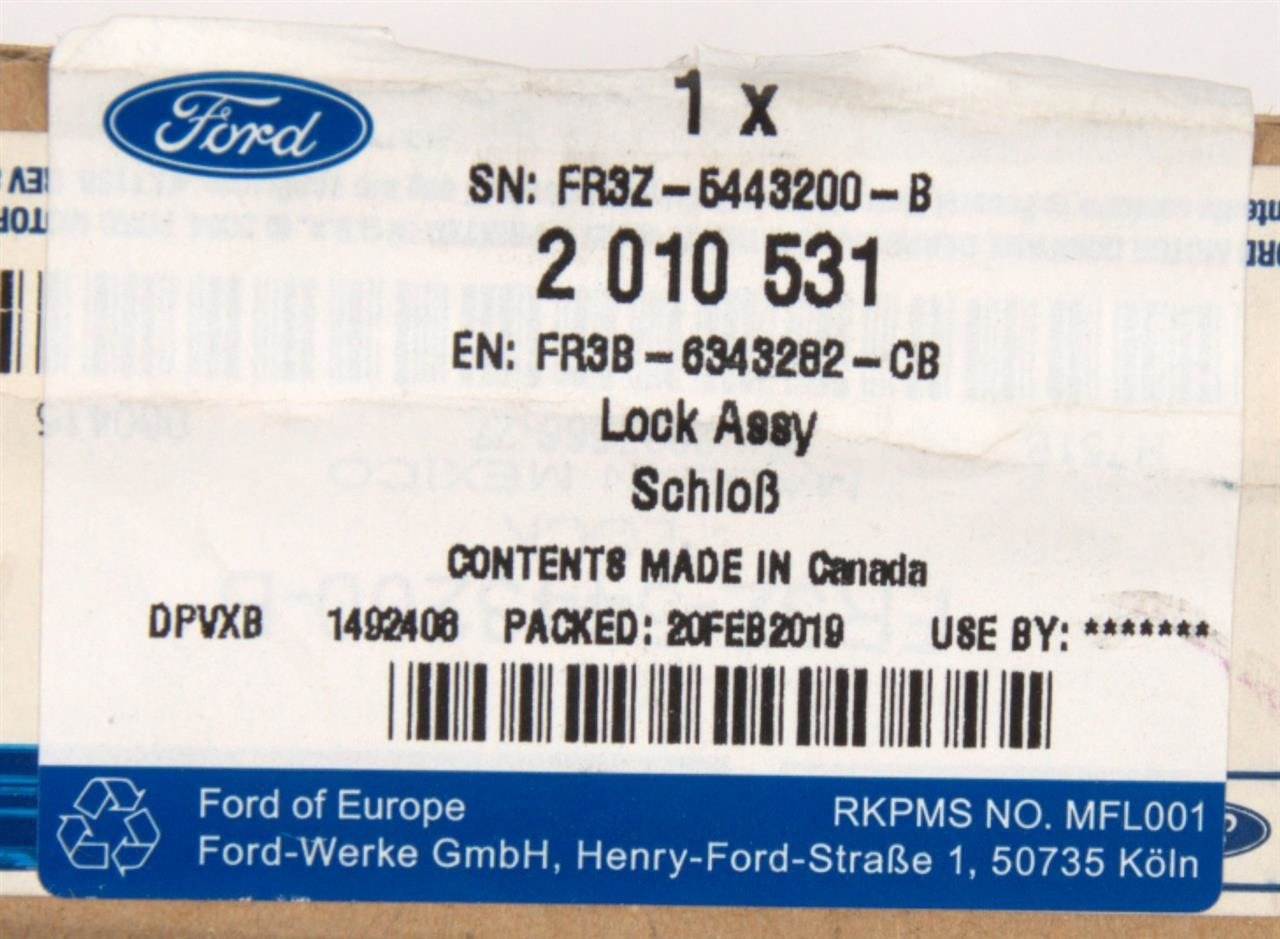 Ford
1 x
SN: FR3Z-5443200-B
2 010 531
EN: FR3B-6343262-CB
Lock Assy
Schloß
CONTENTS MADE IN Canada
DPVXB 1492406 PACKED: 20FEB2019 USE BY: *******
Ford of Europe RKPMS NO. MFL001
Ford-Werke GmbH, Henry-Ford-Straße 1, 50735 Köln